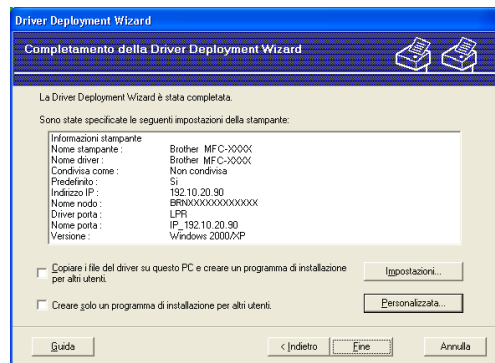 Driver Deployment Wizard
Completamento della Driver Deployment Wizard
La Driver Deployment Wizard è stata completata.
Sono state specificate le seguenti impostazioni della stampante:
Informazioni stampante
Nome stampante : Brother MFC-XXXX
Nome driver : Brother MFC-XXXX
Condivisa come : Non condivisa
Predefinito : Si
Indirizzo IP : 192.10.20.90
Nome nodo : BRNXXXXXXXXXXXX
Driver porta : LPR
Nome porta : IP_192.10.20.90
Versione : Windows 2000/XP
Copiare i file del driver su questo PC e creare un programma di installazione
per altri utenti.
Impostazioni...
Creare solo un programma di installazione per altri utenti.
Personalizzata...
Guida
< Indietro
Fine
Annulla